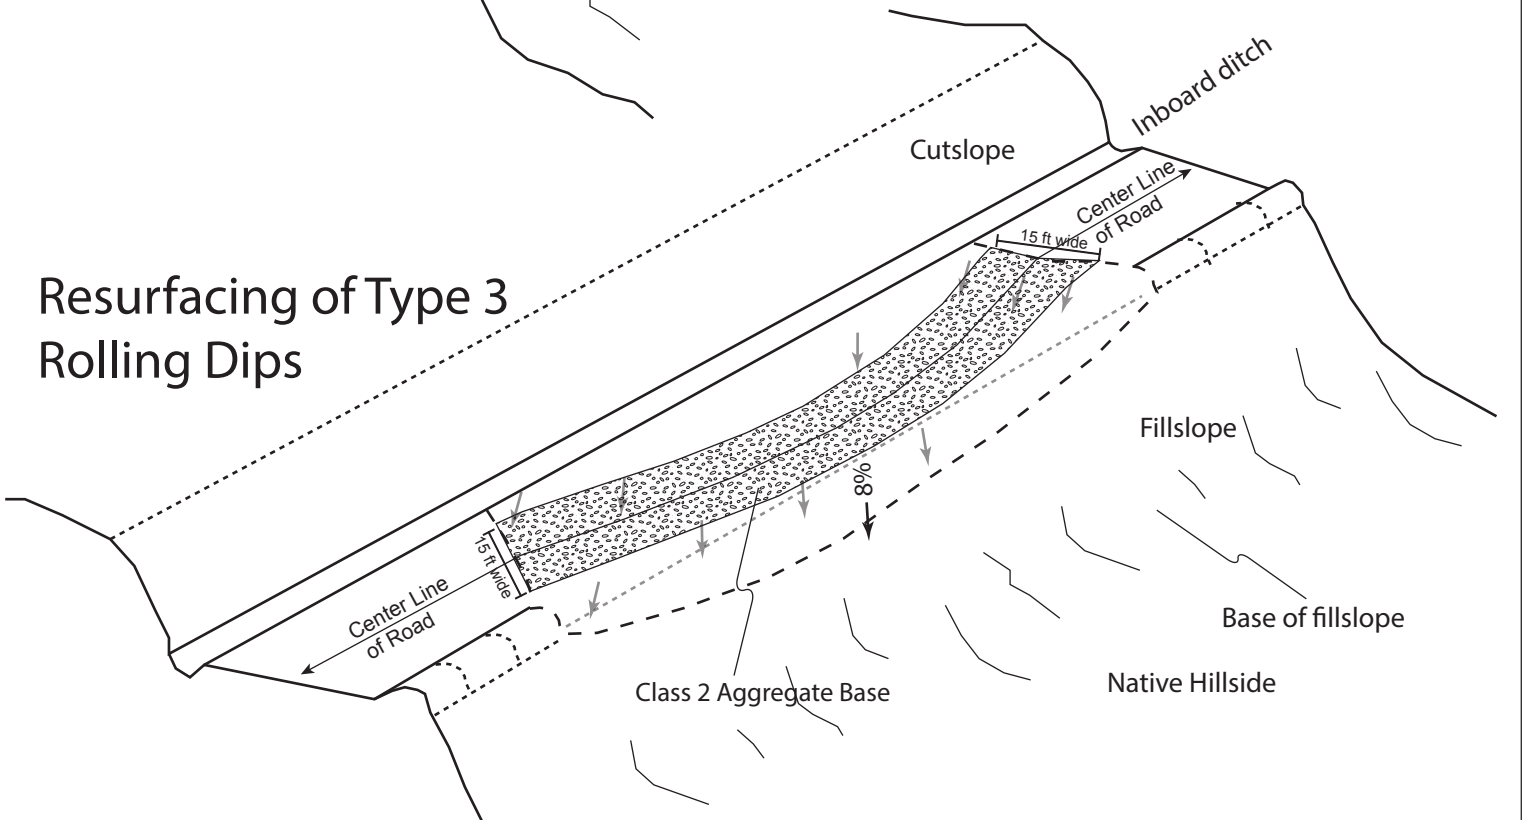 Inboard ditch
Cutslope
Center Line
of Road
15 ft wide
Resurfacing of Type 3
Rolling Dips
Fillslope
8%
15 ft wide
Center Line
of Road
Base of fillslope
Class 2 Aggregate Base
Native Hillside